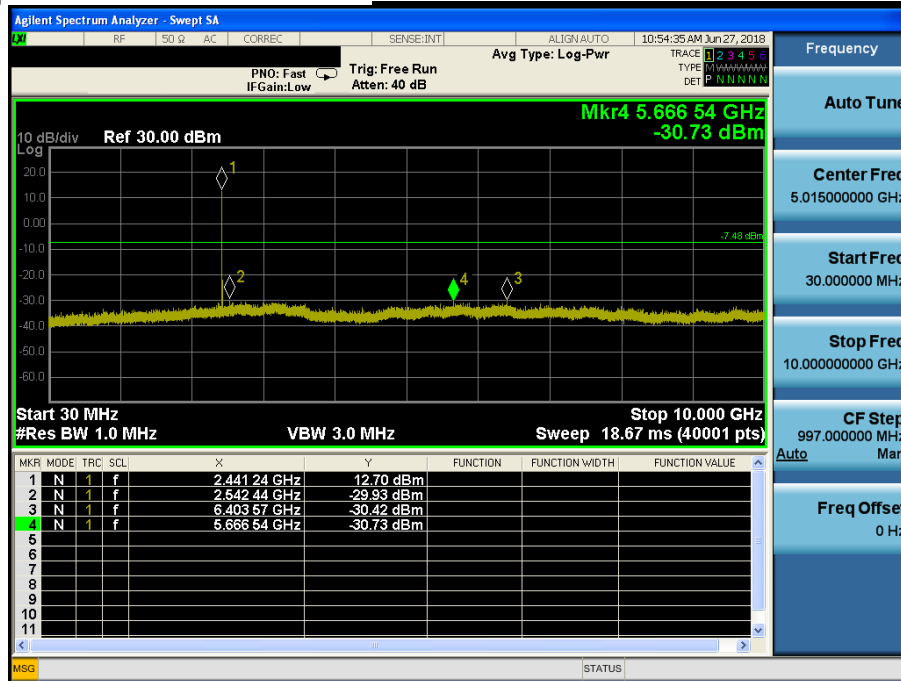 Agilent Spectrum Analyzer - Swept SA
LXI RF 50 Ω AC CORREC SENSE:INT ALIGN AUTO 10:54:35 AM Jun 27, 2018
PNO: Fast Trig: Free Run Avg Type: Log-Pwr TRACE 1 2 3 4 5 6
IFGain:Low Atten: 40 dB TYPE M W W W W W
DET P N N N N N
Frequency
Mkr4 5.666 54 GHz
-30.73 dBm
10 dB/div Ref 30.00 dBm
Log
20.0
10.0
0.00
-10.0
-20.0
-30.0
-40.0
-50.0
-60.0
1
2
4
3
-7.48 dBm
Start 30 MHz Stop 10.000 GHz
#Res BW 1.0 MHz VBW 3.0 MHz Sweep 18.67 ms (40001 pts)
MKR MODE TRC SCL X Y FUNCTION FUNCTION WIDTH FUNCTION VALUE
1 N 1 f 2.441 24 GHz 12.70 dBm
2 N 1 f 2.542 44 GHz -29.93 dBm
3 N 1 f 6.403 57 GHz -30.42 dBm
4 N 1 f 5.666 54 GHz -30.73 dBm
5
6
7
8
9
10
11
MSG STATUS
Auto Tune
Center Freq
5.015000000 GHz
Start Freq
30.000000 MHz
Stop Freq
10.000000000 GHz
CF Step
997.000000 MHz
Auto Man
Freq Offset
0 Hz